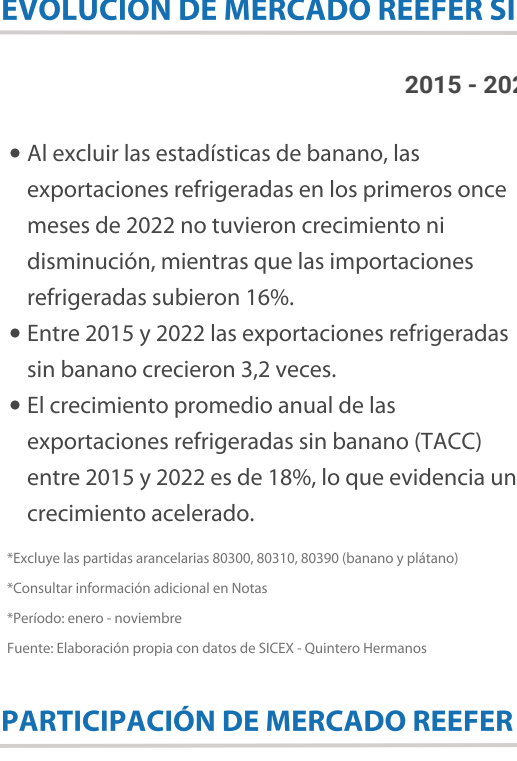 EVOLUCIÓN DE MERCADO REEFER SI
2015 - 202
• Al excluir las estadísticas de banano, las
exportaciones refrigeradas en los primeros once
meses de 2022 no tuvieron crecimiento ni
disminución, mientras que las importaciones
refrigeradas subieron 16%.
• Entre 2015 y 2022 las exportaciones refrigeradas
sin banano crecieron 3,2 veces.
• El crecimiento promedio anual de las
exportaciones refrigeradas sin banano (TACC)
entre 2015 y 2022 es de 18%, lo que evidencia un
crecimiento acelerado.
*Excluye las partidas arancelarias 80300, 80310, 80390 (banano y plátano)
*Consultar información adicional en Notas
*Período: enero - noviembre
Fuente: Elaboración propia con datos de SICEX - Quintero Hermanos
PARTICIPACIÓN DE MERCADO REEFER